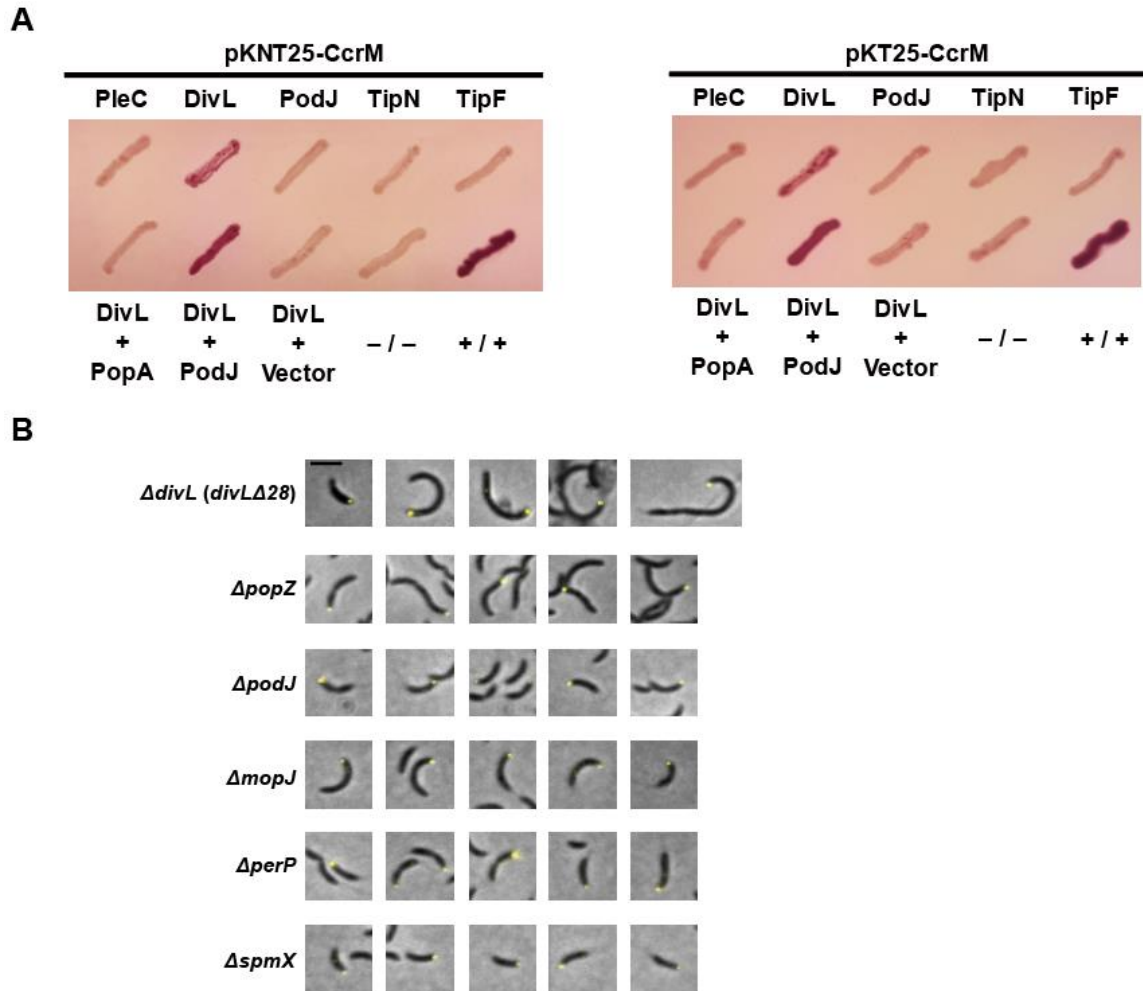 A
pKNT25-CcrM
PleC DivL PodJ TipN TipF
DivL + PopA
DivL + PodJ
DivL + Vector
– / –
+ / +
pKT25-CcrM
PleC DivL PodJ TipN TipF
DivL + PopA
DivL + PodJ
DivL + Vector
– / –
+ / +
B
ΔdivL (divLΔ28)
ΔpopZ
ΔpodJ
ΔmopJ
ΔperP
ΔspmX